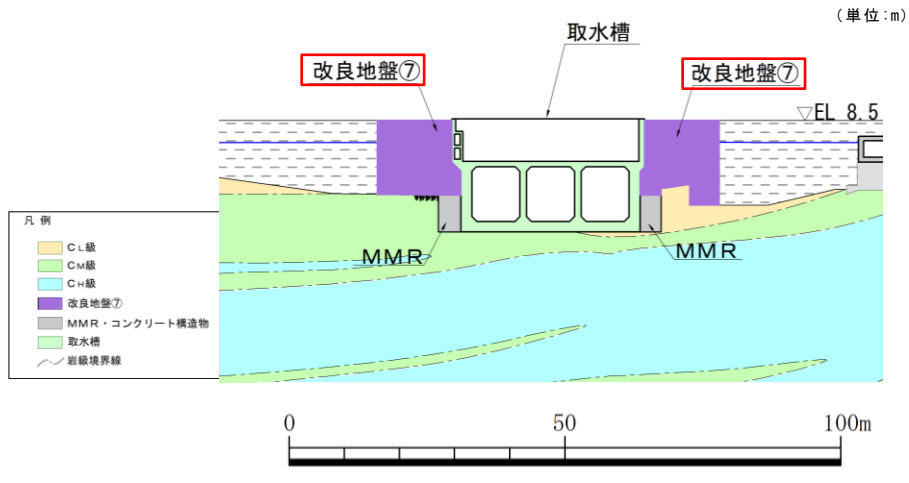 (単位:m)
取水槽
改良地盤⑦
改良地盤⑦
▽EL 8.5
凡例
CL級
CM級
CH級
改良地盤⑦
MMR・コンクリート構造物
取水槽
岩級境界線
MMR
MMR
0 50 100m